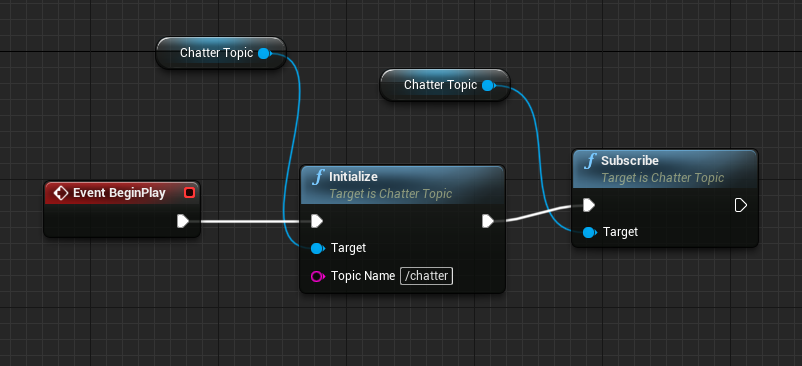 Chatter Topic
Chatter Topic
Event BeginPlay
f Initialize
Target is Chatter Topic
Target
Topic Name /chatter
f Subscribe
Target is Chatter Topic
Target